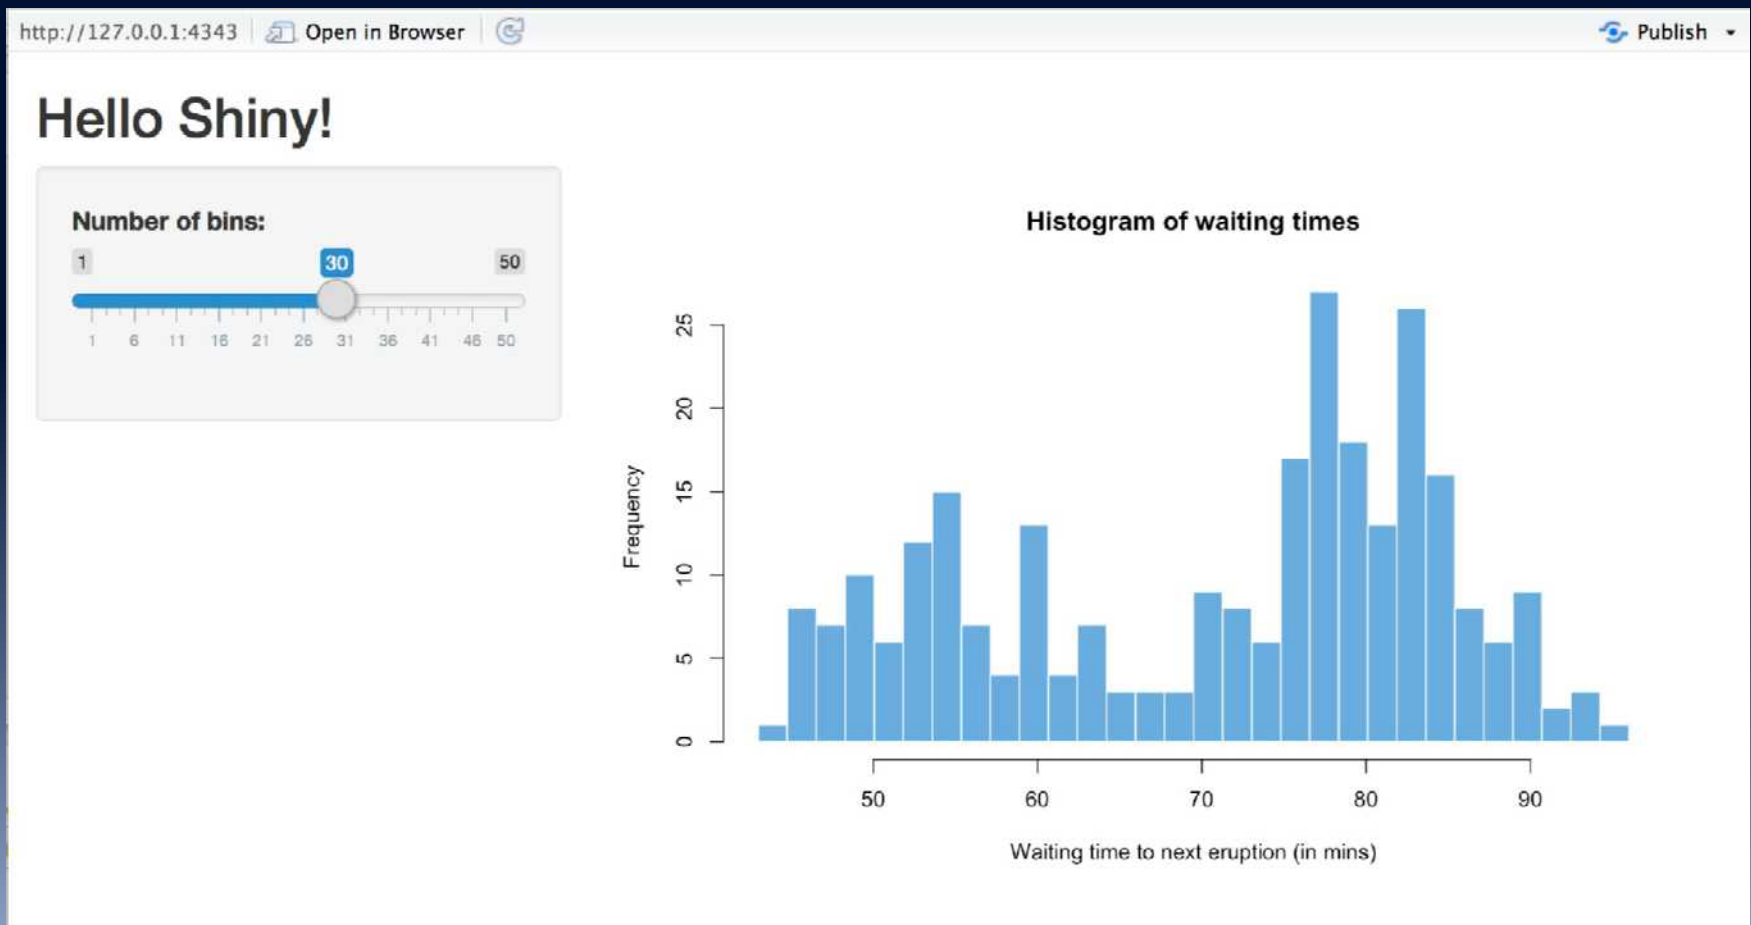 http://127.0.0.1:4343 Open in Browser Publish
Hello Shiny!
Number of bins:
1 30 50
1 6 11 16 21 26 31 36 41 46 50
Histogram of waiting times
Frequency
25
20
15
10
5
0
50 60 70 80 90
Waiting time to next eruption (in mins)